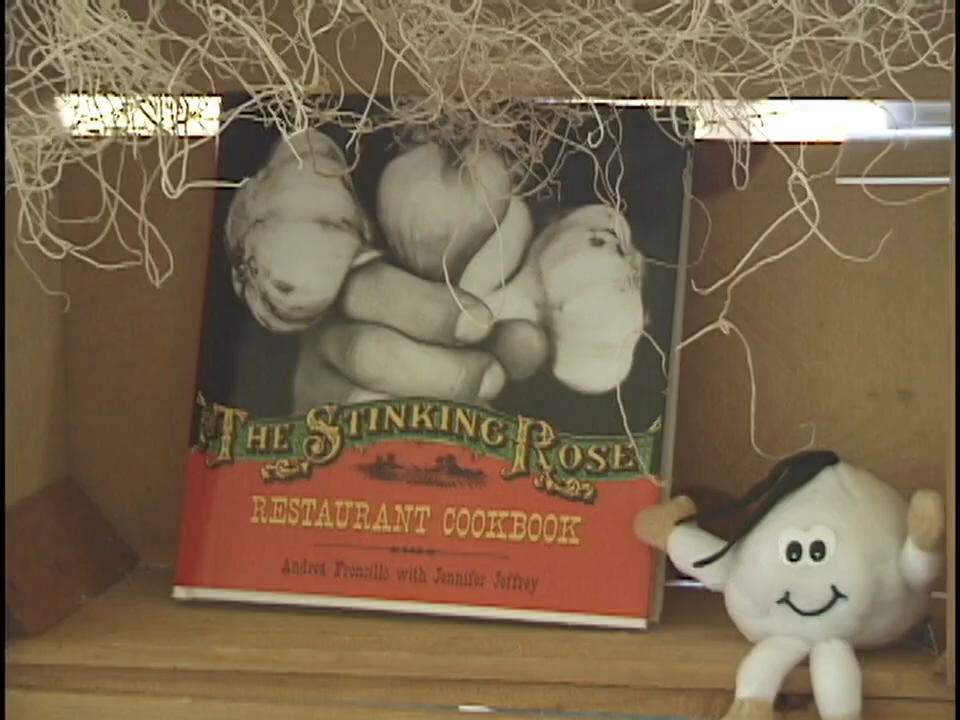 THE STINKING ROSE
RESTAURANT COOKBOOK
Andrea Froncillo with Jennifer Jeffrey